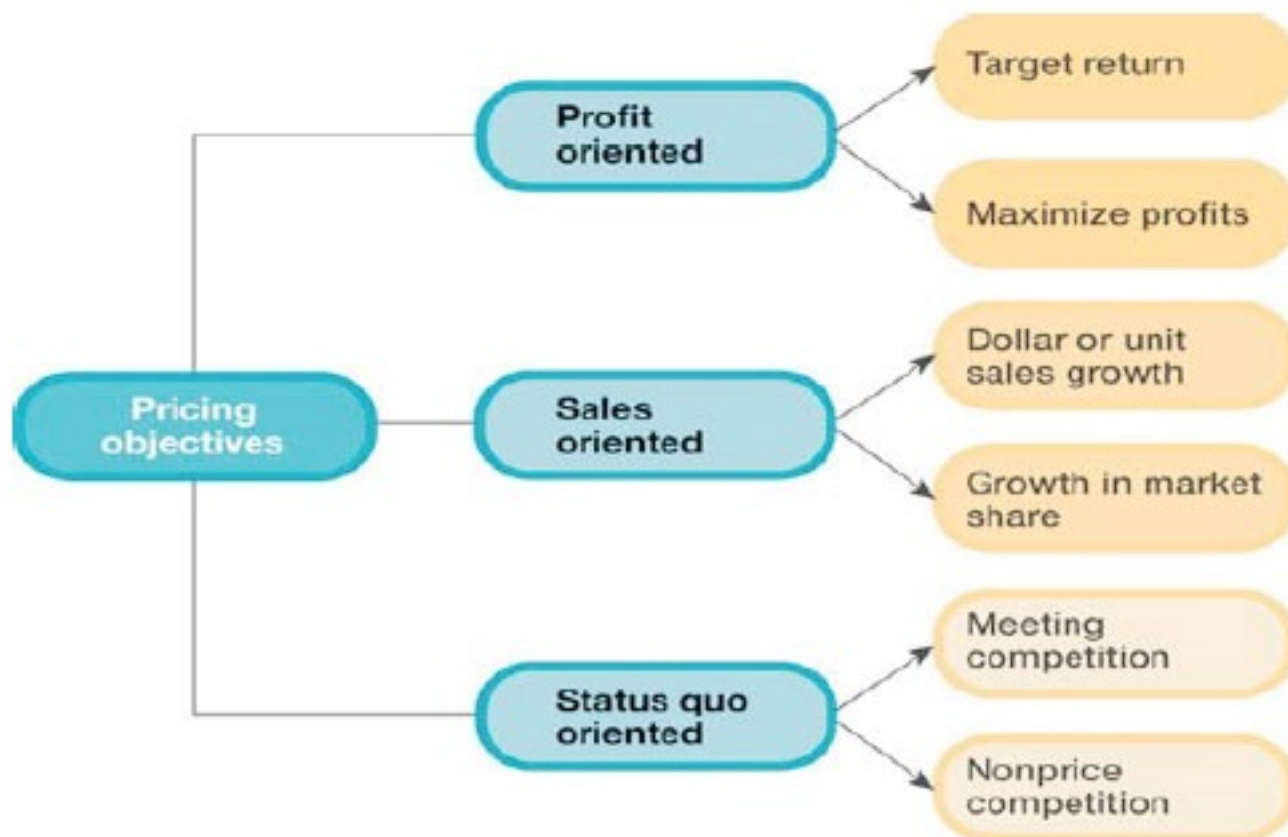 Pricing
objectives
Profit
oriented
Target return
Maximize profits
Sales
oriented
Dollar or unit
sales growth
Growth in market
share
Status quo
oriented
Meeting
competition
Nonprice
competition